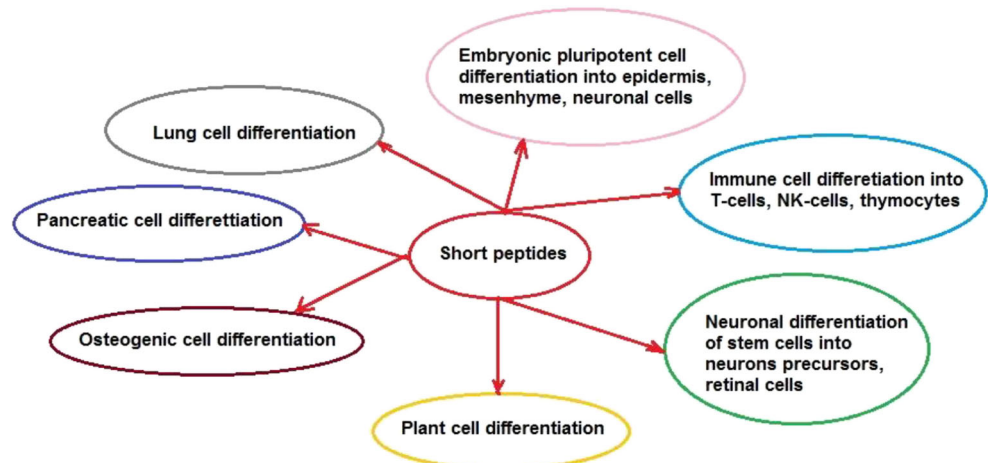 Embryonic pluripotent cell
differentiation into epidermis,
mesenhyme, neuronal cells
Lung cell differentiation
Immune cell differetiation into
T-cells, NK-cells, thymocytes
Pancreatic cell differettiation
Short peptides
Osteogenic cell differentiation
Neuronal differentiation
of stem cells into
neurons precursors,
retinal cells
Plant cell differentiation